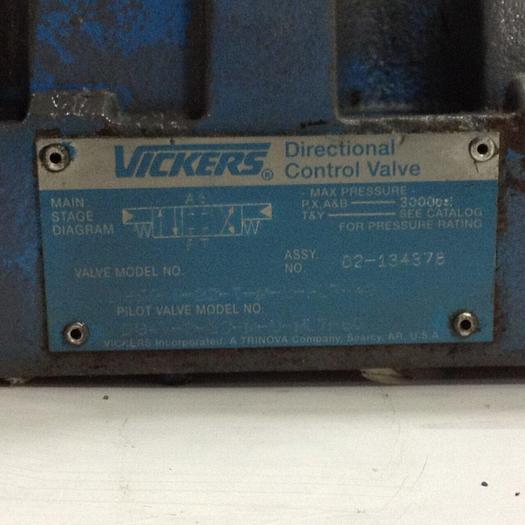 VICKERS®
Directional
Control Valve
MAIN
STAGE
DIAGRAM
A B
P T
- MAX PRESSURE -
P,X,A&B 3000psi
T&Y SEE CATALOG
FOR PRESSURE RATING
ASSY.
NO. 02-134378
VALVE MODEL NO.
PILOT VALVE MODEL NO.
VICKERS Incorporated, A TRINOVA Company, Searcy, AR, U.S.A.